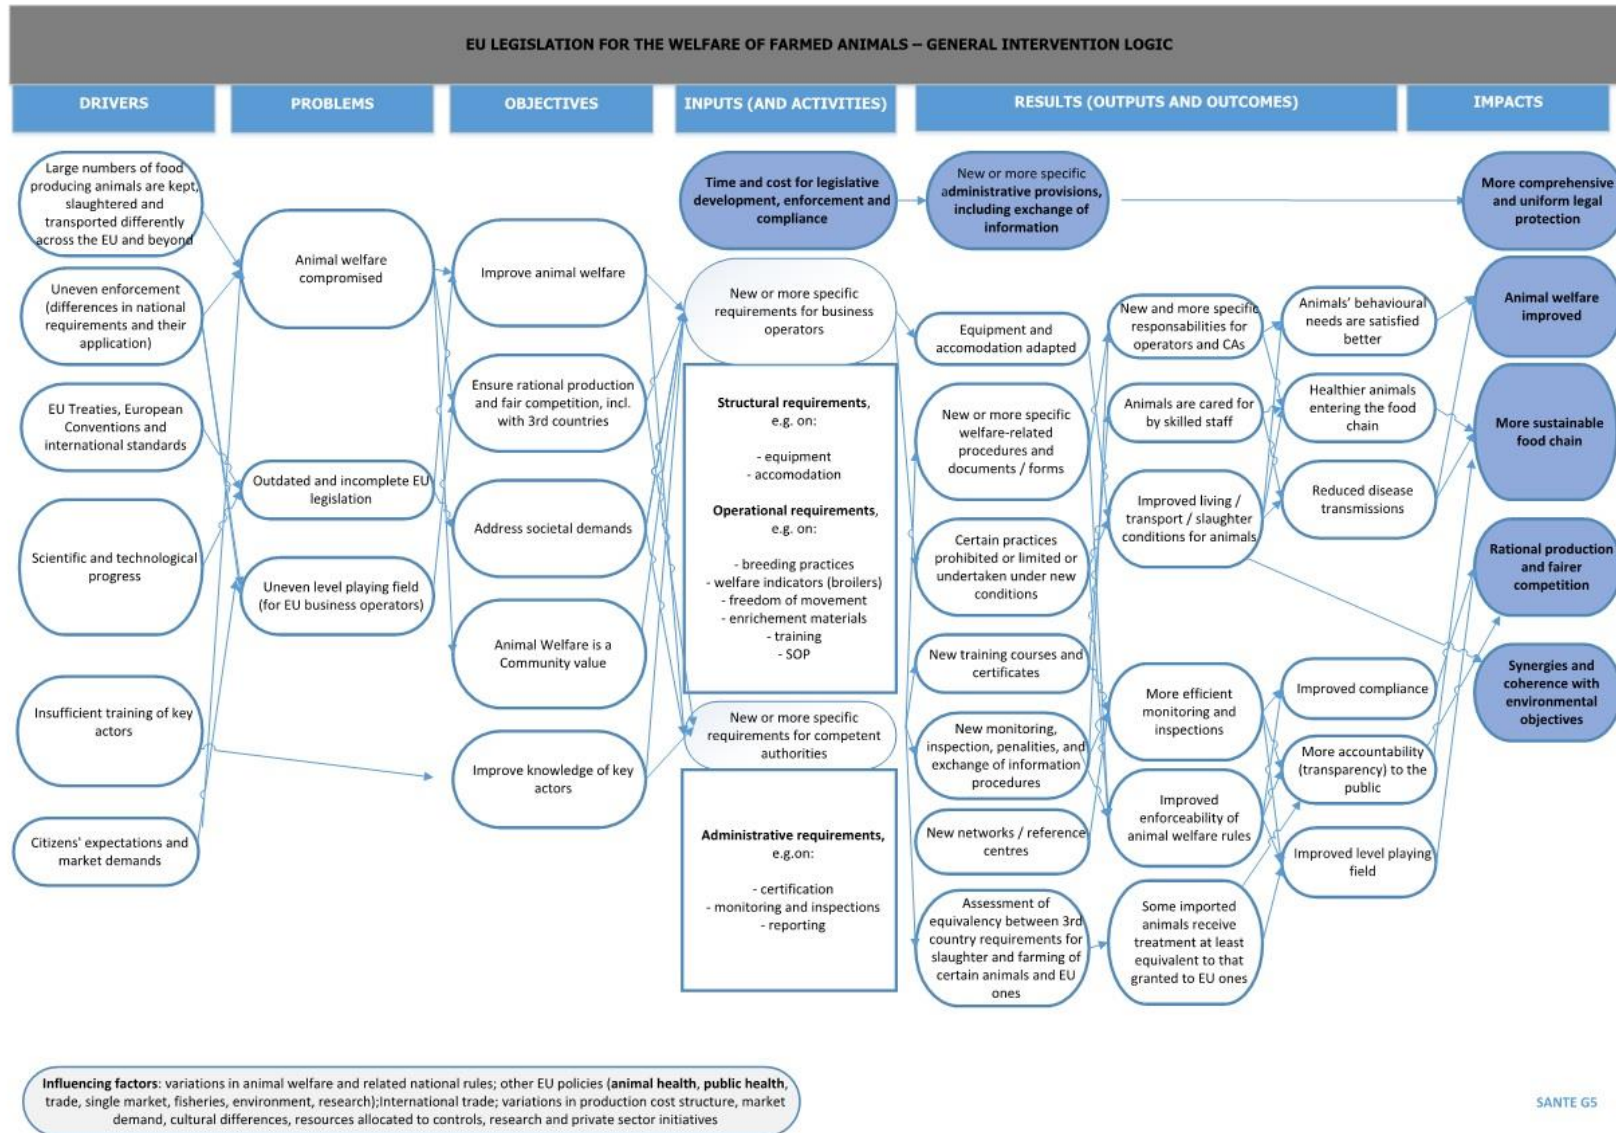 EU LEGISLATION FOR THE WELFARE OF FARMED ANIMALS – GENERAL INTERVENTION LOGIC
DRIVERS
PROBLEMS
OBJECTIVES
INPUTS (AND ACTIVITIES)
RESULTS (OUTPUTS AND OUTCOMES)
IMPACTS
Large numbers of food
producing animals are kept,
slaughtered and
transported differently
across the EU and beyond
Uneven enforcement
(differences in national
requirements and their
application)
EU Treaties, European
Conventions and
international standards
Scientific and technological
progress
Insufficient training of key
actors
Citizens' expectations and
market demands
Animal welfare
compromised
Outdated and incomplete EU
legislation
Uneven level playing field
(for EU business operators)
Improve animal welfare
Ensure rational production
and fair competition, incl.
with 3rd countries
Address societal demands
Animal Welfare is a
Community value
Improve knowledge of key
actors
Time and cost for legislative
development, enforcement and
compliance
New or more specific
requirements for business
operators
Structural requirements,
e.g. on:
- equipment
- accomodation
Operational requirements,
e.g. on:
- breeding practices
- welfare indicators (broilers)
- freedom of movement
- enrichement materials
- training
- SOP
New or more specific
requirements for competent
authorities
Administrative requirements,
e.g.on:
- certification
- monitoring and inspections
- reporting
New or more specific
administrative provisions,
including exchange of
information
Equipment and
accomodation adapted
New or more specific
welfare-related
procedures and
documents / forms
Certain practices
prohibited or limited or
undertaken under new
conditions
New training courses and
certificates
New monitoring,
inspection, penalities, and
exchange of information
procedures
New networks / reference
centres
Assessment of
equivalency between 3rd
country requirements for
slaughter and farming of
certain animals and EU
ones
New and more specific
responsabilities for
operators and CAs
Animals are cared for
by skilled staff
Improved living /
transport / slaughter
conditions for animals
More efficient
monitoring and
inspections
Improved
enforceability of
animal welfare rules
Some imported
animals receive
treatment at least
equivalent to that
granted to EU ones
Animals' behavioural
needs are satisfied
better
Healthier animals
entering the food
chain
Reduced disease
transmissions
Improved compliance
More accountability
(transparency) to the
public
Improved level playing
field
More comprehensive
and uniform legal
protection
Animal welfare
improved
More sustainable
food chain
Rational production
and fairer
competition
Synergies and
coherence with
environmental
objectives
Influencing factors: variations in animal welfare and related national rules; other EU policies (animal health, public health,
trade, single market, fisheries, environment, research);International trade; variations in production cost structure, market
demand, cultural differences, resources allocated to controls, research and private sector initiatives
SANTE G5